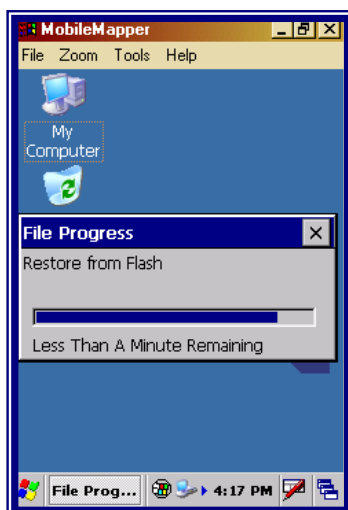 MobileMapper
File Zoom Tools Help
My
Computer
File Progress
Restore from Flash
Less Than A Minute Remaining
File Prog... 4:17 PM